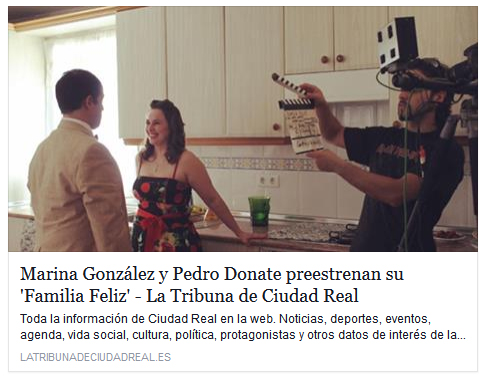 Marina González y Pedro Donate preestrenan su
'Familia Feliz' - La Tribuna de Ciudad Real
Toda la información de Ciudad Real en la web. Noticias, deportes, eventos,
agenda, vida social, cultura, política, protagonistas y otros datos de interés de la...
LATRIBUNADECIUDADREAL.ES